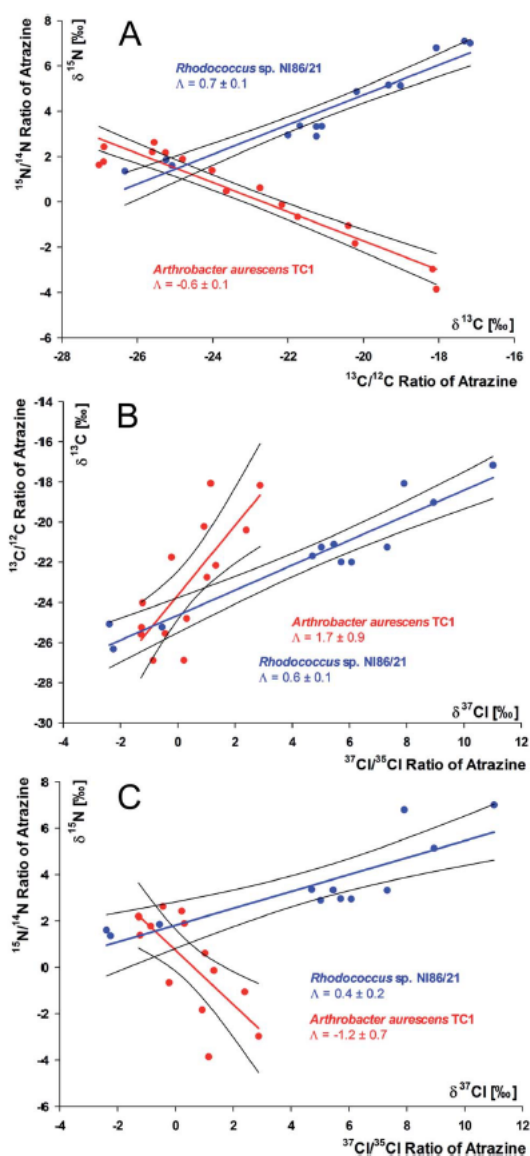 A
¹⁵N/¹⁴N Ratio of Atrazine
δ¹⁵N [‰]
8
6
4
2
0
-2
-4
-6
Rhodococcus sp. NI86/21
Λ = 0.7 ± 0.1
Arthrobacter aurescens TC1
Λ = -0.6 ± 0.1
δ¹³C [‰]
-28 -26 -24 -22 -20 -18 -16
¹³C/¹²C Ratio of Atrazine
B
¹³C/¹²C Ratio of Atrazine
δ¹³C [‰]
-14
-16
-18
-20
-22
-24
-26
-28
-30
Arthrobacter aurescens TC1
Λ = 1.7 ± 0.9
Rhodococcus sp. NI86/21
Λ = 0.6 ± 0.1
δ³⁷Cl [‰]
-4 -2 0 2 4 6 8 10 12
³⁷Cl/³⁵Cl Ratio of Atrazine
C
¹⁵N/¹⁴N Ratio of Atrazine
δ¹⁵N [‰]
8
6
4
2
0
-2
-4
-6
Rhodococcus sp. NI86/21
Λ = 0.4 ± 0.2
Arthrobacter aurescens TC1
Λ = -1.2 ± 0.7
δ³⁷Cl [‰]
-4 -2 0 2 4 6 8 10 12
³⁷Cl/³⁵Cl Ratio of Atrazine